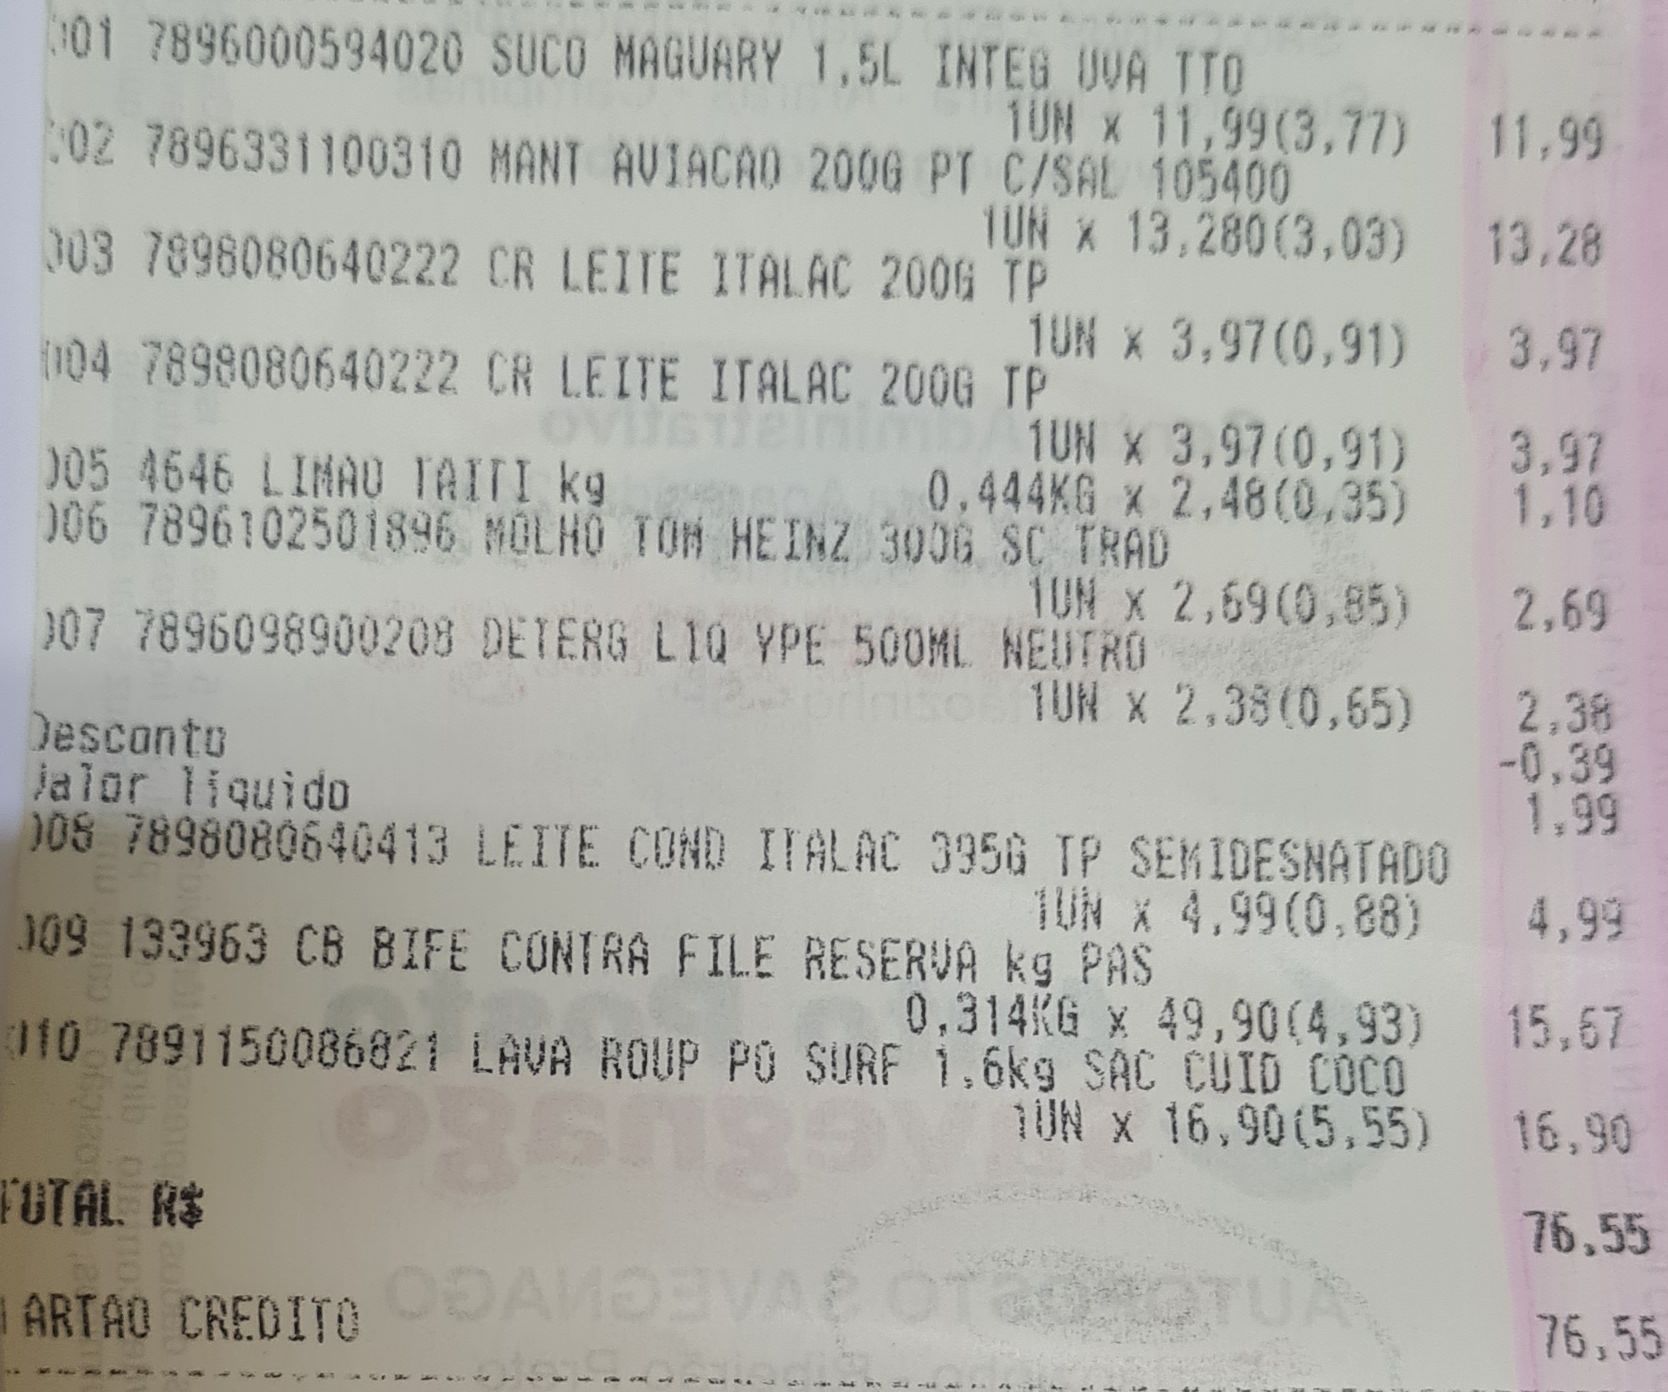 001 7896000594020 SUCO MAGUARY 1,5L INTEG UVA TTO
1UN x 11,99(3,77) 11,99
002 7896331100310 MANT AVIACAO 200G PT C/SAL 105400
1UN x 13,280(3,03) 13,28
003 7898080640222 CR LEITE ITALAC 200G TP
1UN x 3,97(0,91) 3,97
004 7898080640222 CR LEITE ITALAC 200G TP
1UN x 3,97(0,91) 3,97
005 4646 LIMAO TAITI kg 0,444KG x 2,48(0,35) 1,10
006 7896102501896 MOLHO TOM HEINZ 300G SC TRAD
1UN x 2,69(0,85) 2,69
007 7896098900208 DETERG LIQ YPE 500ML NEUTRO
1UN x 2,38(0,65) 2,38
Desconto -0,39
Valor líquido 1,99
008 7898080640413 LEITE COND ITALAC 395G TP SEMIDESNATADO
1UN x 4,99(0,88) 4,99
009 133963 CB BIFE CONTRA FILE RESERVA kg PAS
0,314KG x 49,90(4,93) 15,67
010 7891150086821 LAVA ROUP PO SURF 1.6kg SAC CUID COCO
1UN x 16,90(5,55) 16,90
TOTAL R$ 76,55
CARTAO CREDITO 76,55